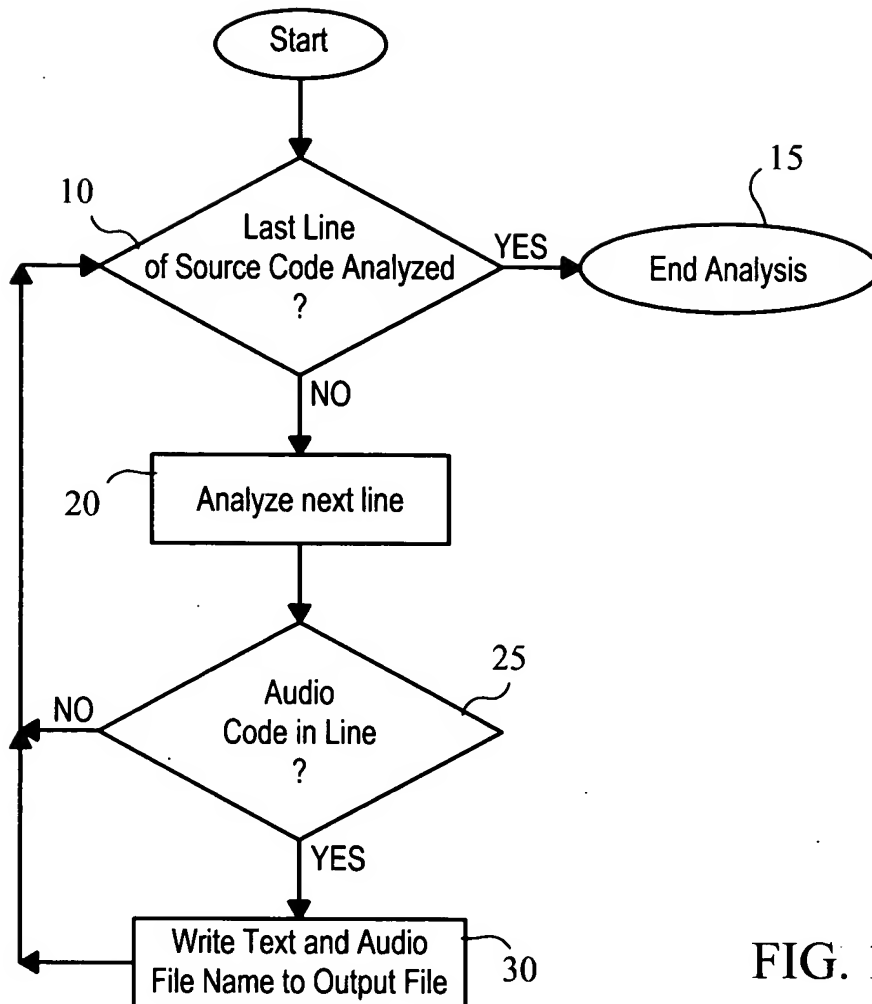 Start
10
Last Line
of Source Code Analyzed
?
YES
15
End Analysis
NO
20
Analyze next line
25
Audio
Code in Line
?
NO
YES
Write Text and Audio
File Name to Output File
30
FIG. 1